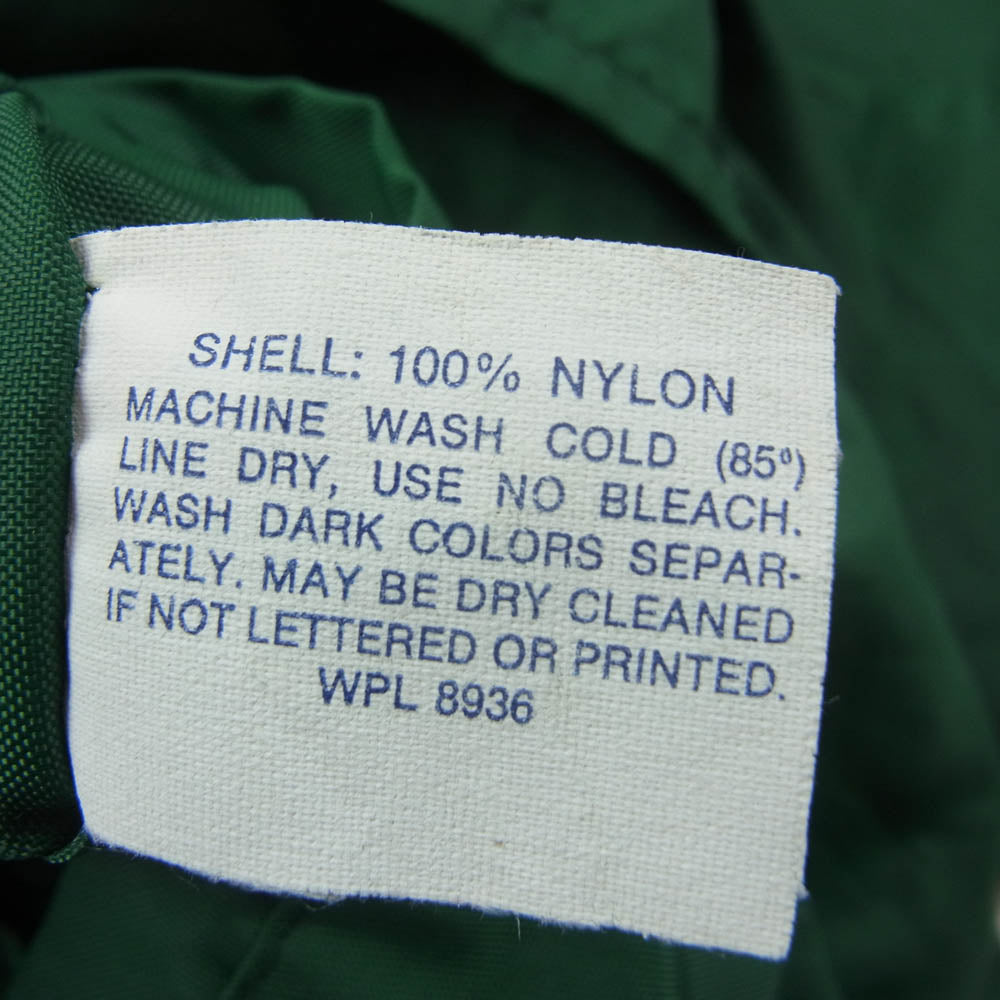 SHELL: 100% NYLON
MACHINE WASH COLD (85º)
LINE DRY, USE NO BLEACH.
WASH DARK COLORS SEPAR-
ATELY. MAY BE DRY CLEANED
IF NOT LETTERED OR PRINTED.
WPL 8936